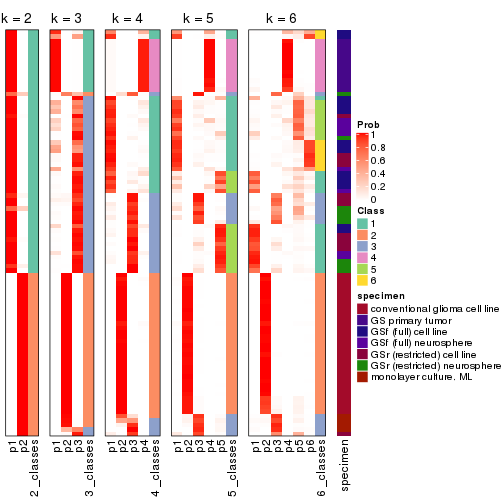 k = 2 k = 3 k = 4 k = 5 k = 6
Prob
1
0.8
0.6
0.4
0.2
0
Class
1
2
3
4
5
6
specimen
conventional glioma cell line
GS primary tumor
GSf (full) cell line
GSf (full) neurosphere
GSr (restricted) cell line
GSr (restricted) neurosphere
monolayer culture. ML
p1 p2 2_classes p1 p2 p3 3_classes p1 p2 p3 p4 4_classes p1 p2 p3 p4 p5 5_classes p1 p2 p3 p4 p5 p6 6_classes specimen